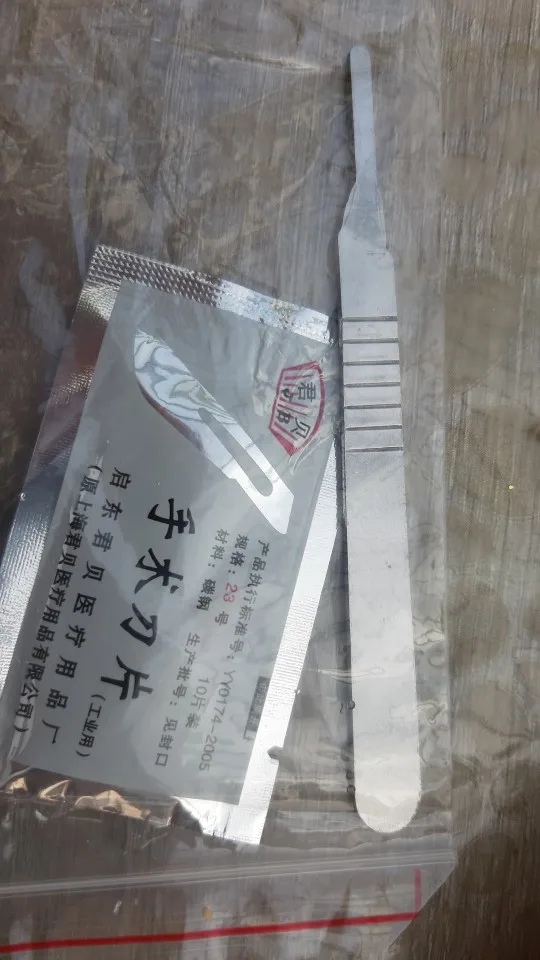 君贝
JB
产品执行标准号：YY0174-2005
规格：23 号 10片装
材料：碳钢 生产批号：见封口
手术刀片（工业用）
启东君贝医疗用品厂
（原上海君贝医疗用品有限公司）